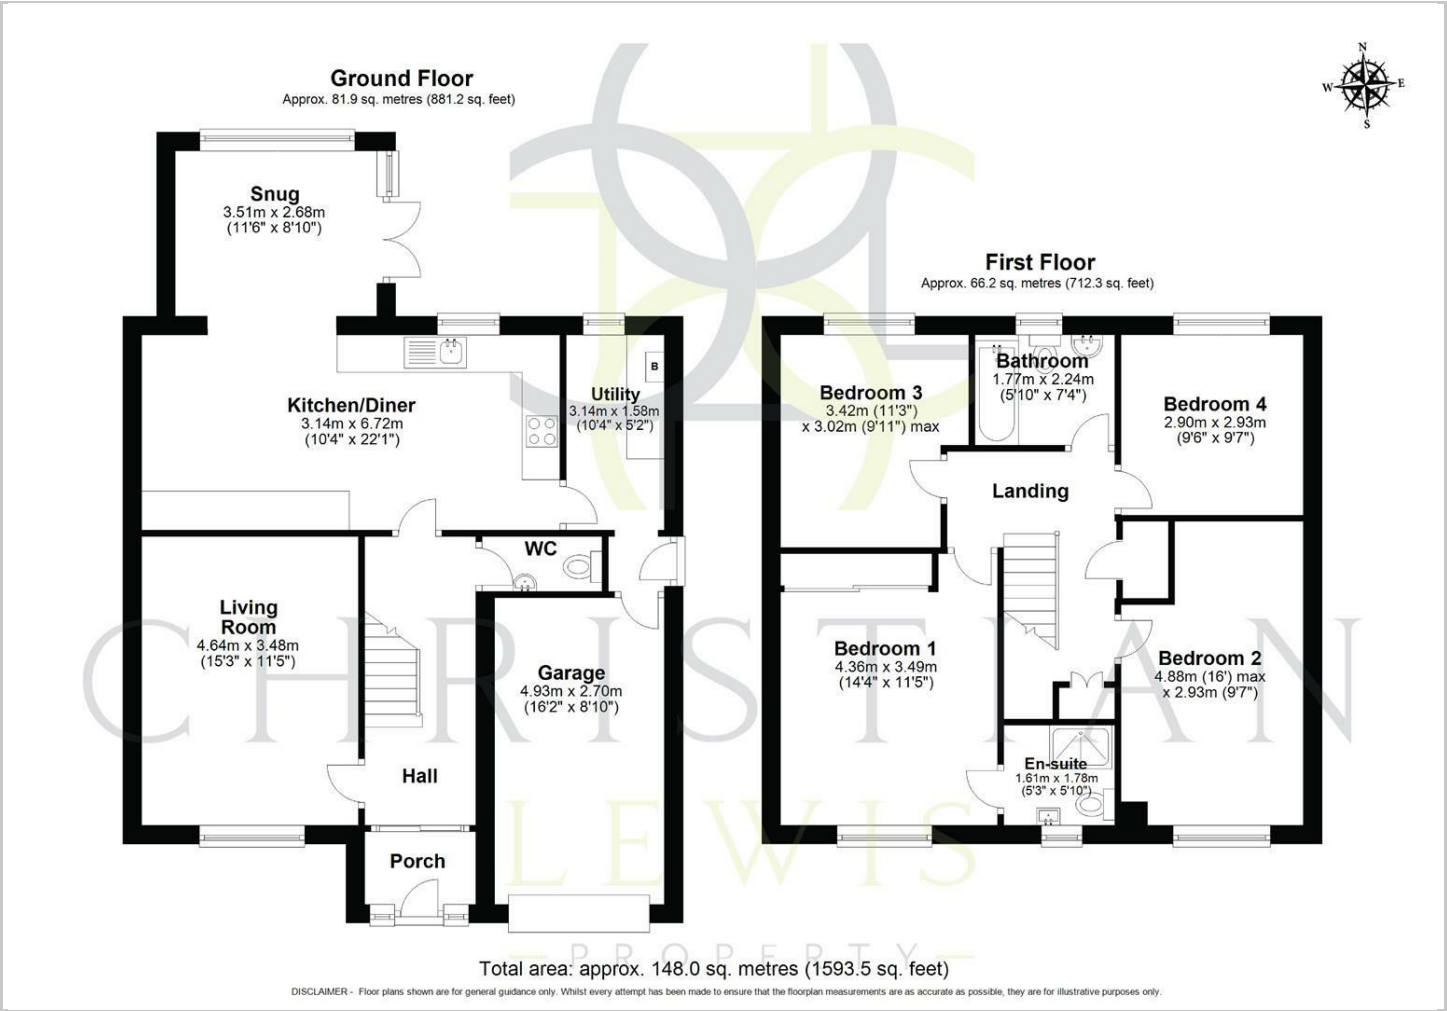 Ground Floor
Approx. 81.9 sq. metres (881.2 sq. feet)
N
W E
S
Snug
3.51m x 2.68m
(11'6" x 8'10")
First Floor
Approx. 66.2 sq. metres (712.3 sq. feet)
Kitchen/Diner
3.14m x 6.72m
(10'4" x 22'1")
B
Utility
3.14m x 1.58m
(10'4" x 5'2")
Bedroom 3
3.42m (11'3")
x 3.02m (9'11") max
Bathroom
1.77m x 2.24m
(5'10" x 7'4")
Bedroom 4
2.90m x 2.93m
(9'6" x 9'7")
Landing
WC
Living
Room
4.64m x 3.48m
(15'3" x 11'5")
Garage
4.93m x 2.70m
(16'2" x 8'10")
Bedroom 1
4.36m x 3.49m
(14'4" x 11'5")
Bedroom 2
4.88m (16') max
x 2.93m (9'7")
CHRISTIAN
Hall
En-suite
1.61m x 1.78m
(5'3" x 5'10")
LEWIS
Porch
PROPERTY
Total area: approx. 148.0 sq. metres (1593.5 sq. feet)
DISCLAIMER - Floor plans shown are for general guidance only. Whilst every attempt has been made to ensure that the floorplan measurements are as accurate as possible, they are for illustrative purposes only.